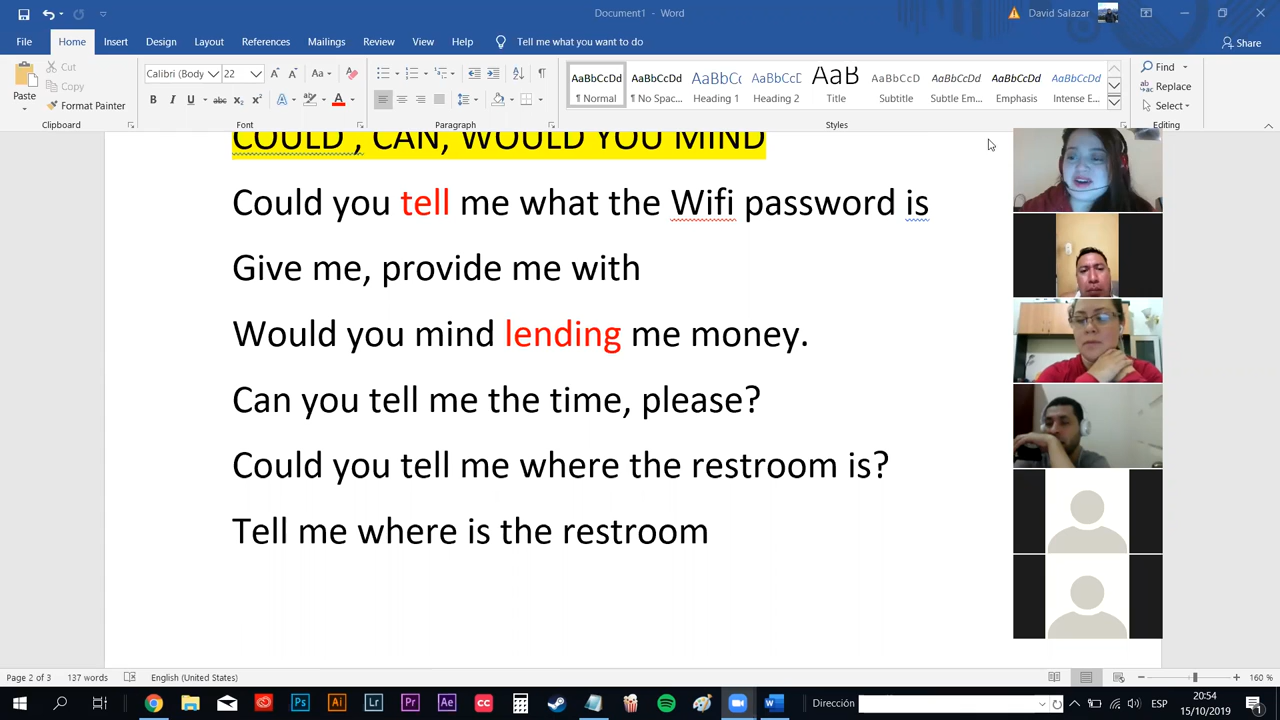 Document1 - Word
David Salazar
File Home Insert Design Layout References Mailings Review View Help Tell me what you want to do Share
Paste
Cut
Copy
Format Painter
Calibri (Body 22
AaBbCcDd AaBbCcDd AaBbCc AaBbCcC AaB AaBbCcD AaBbCcDd AaBbCcDd AaBbCcDd
¶ Normal ¶ No Spac... Heading 1 Heading 2 Title Subtitle Subtle Em... Emphasis Intense E...
Find
Replace
Select
Clipboard Font Paragraph Styles Editing
COULD , CAN, WOULD YOU MIND
Could you tell me what the Wifi password is
Give me, provide me with
Would you mind lending me money.
Can you tell me the time, please?
Could you tell me where the restroom is?
Tell me where is the restroom
Page 2 of 3 137 words English (United States) 160 %
Dirección ESP 20:54
15/10/2019